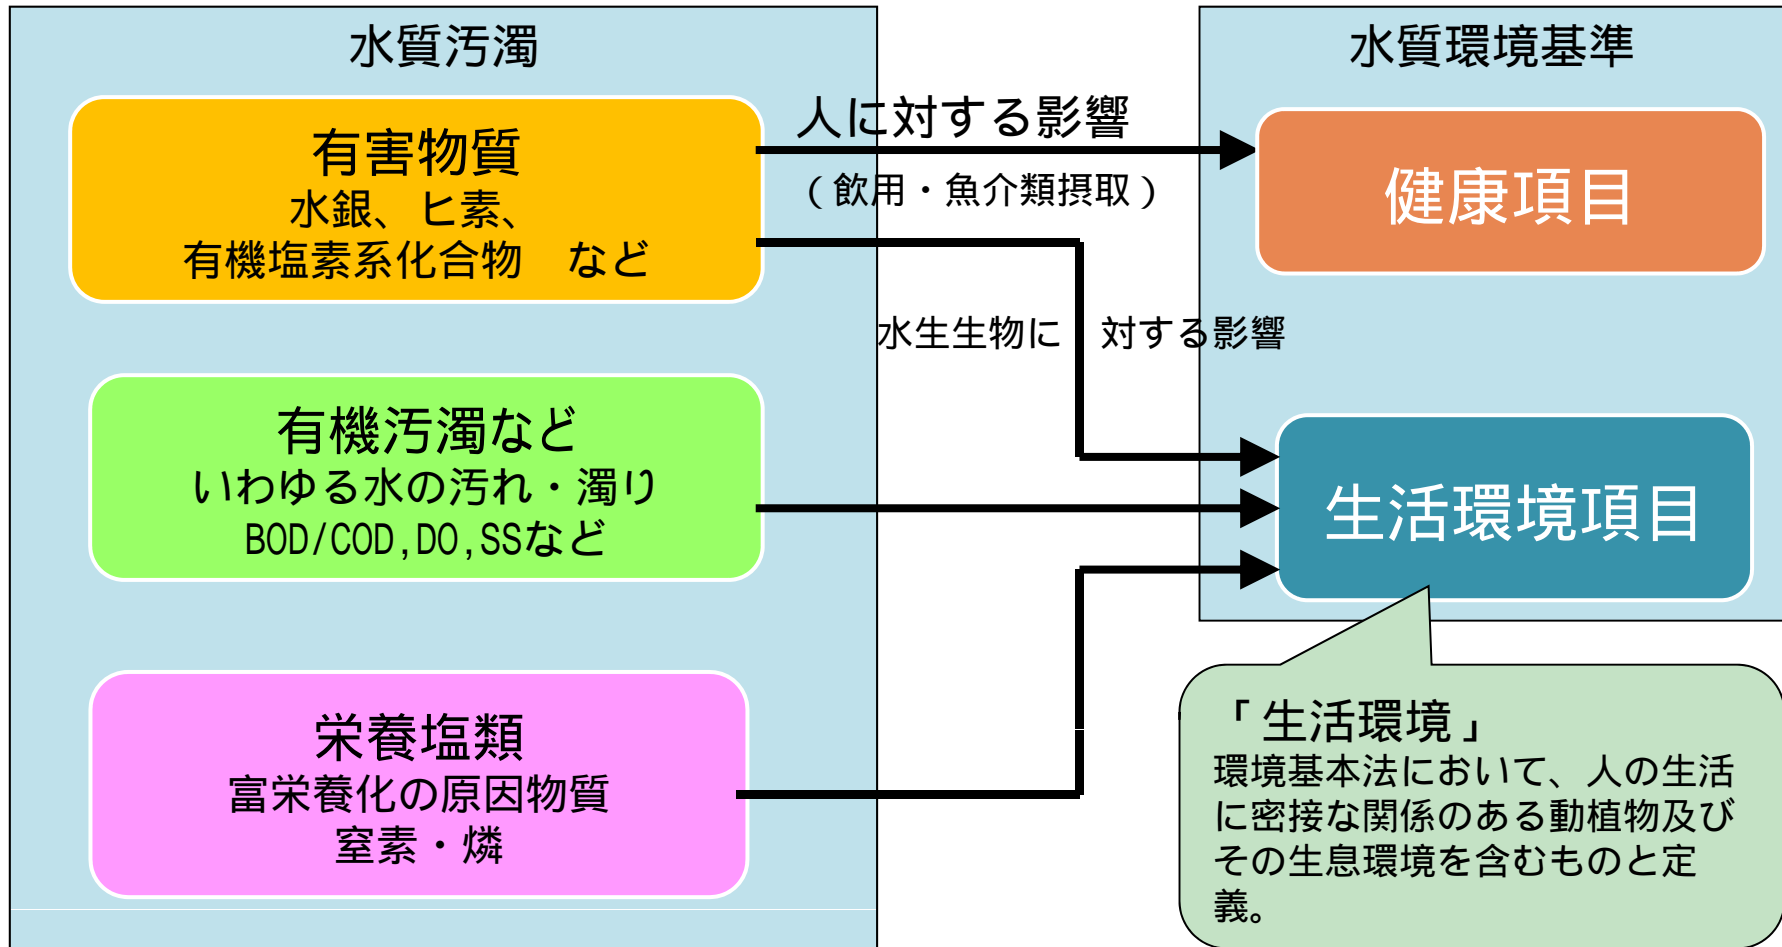 水質汚濁
有害物質
水銀、ヒ素、
有機塩素系化合物　など
有機汚濁など
いわゆる水の汚れ・濁り
BOD/COD,DO,SSなど
栄養塩類
富栄養化の原因物質
窒素・燐
人に対する影響
（飲用・魚介類摂取）
水生生物に　対する影響
水質環境基準
健康項目
生活環境項目
「生活環境」
環境基本法において、人の生活
に密接な関係のある動植物及び
その生息環境を含むものと定
義。